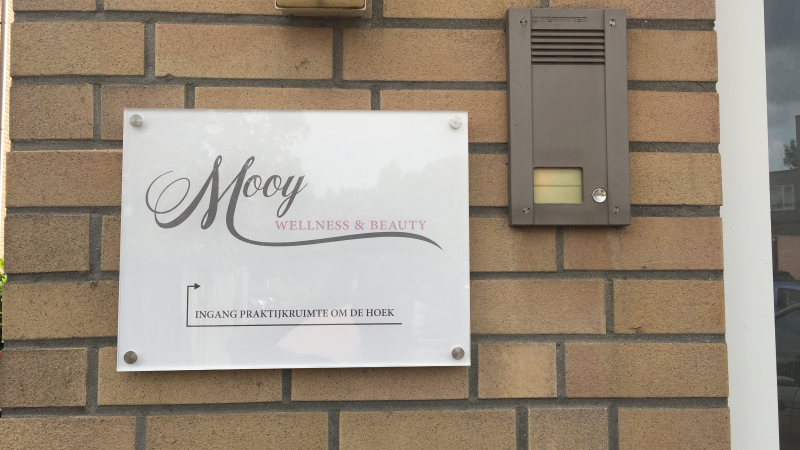 Mooy
WELLNESS & BEAUTY
INGANG PRAKTIJKRUIMTE OM DE HOEK